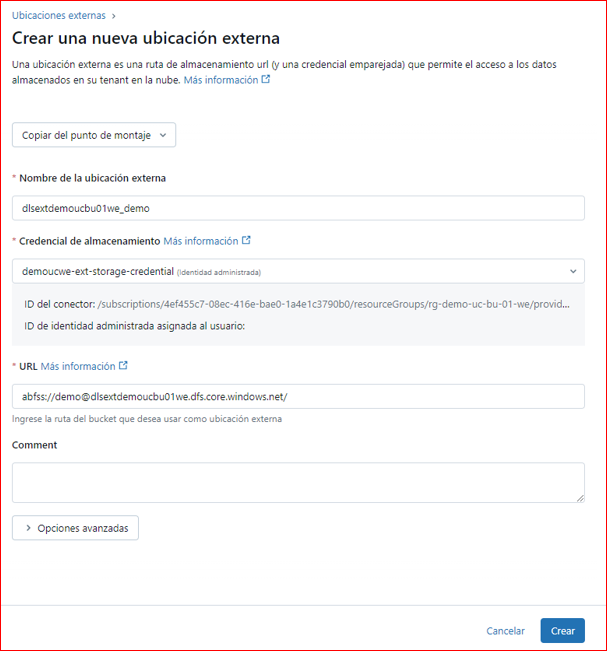 Ubicaciones externas >
Crear una nueva ubicación externa
Una ubicación externa es una ruta de almacenamiento url (y una credencial emparejada) que permite el acceso a los datos
almacenados en su tenant en la nube. Más información
Copiar del punto de montaje
* Nombre de la ubicación externa
dlsextdemoucbu01we_demo
* Credencial de almacenamiento Más información
demoucwe-ext-storage-credential (identidad administrada)
ID del conector: /subscriptions/4ef455c7-08ec-416e-bae0-1a4e1c3790b0/resourceGroups/rg-demo-uc-bu-01-we/provid...
ID de identidad administrada asignada al usuario:
* URL Más información
abfss://demo@dlsextdemoucbu01we.dfs.core.windows.net/
Ingrese la ruta del bucket que desea usar como ubicación externa
Comment
> Opciones avanzadas
Cancelar Crear